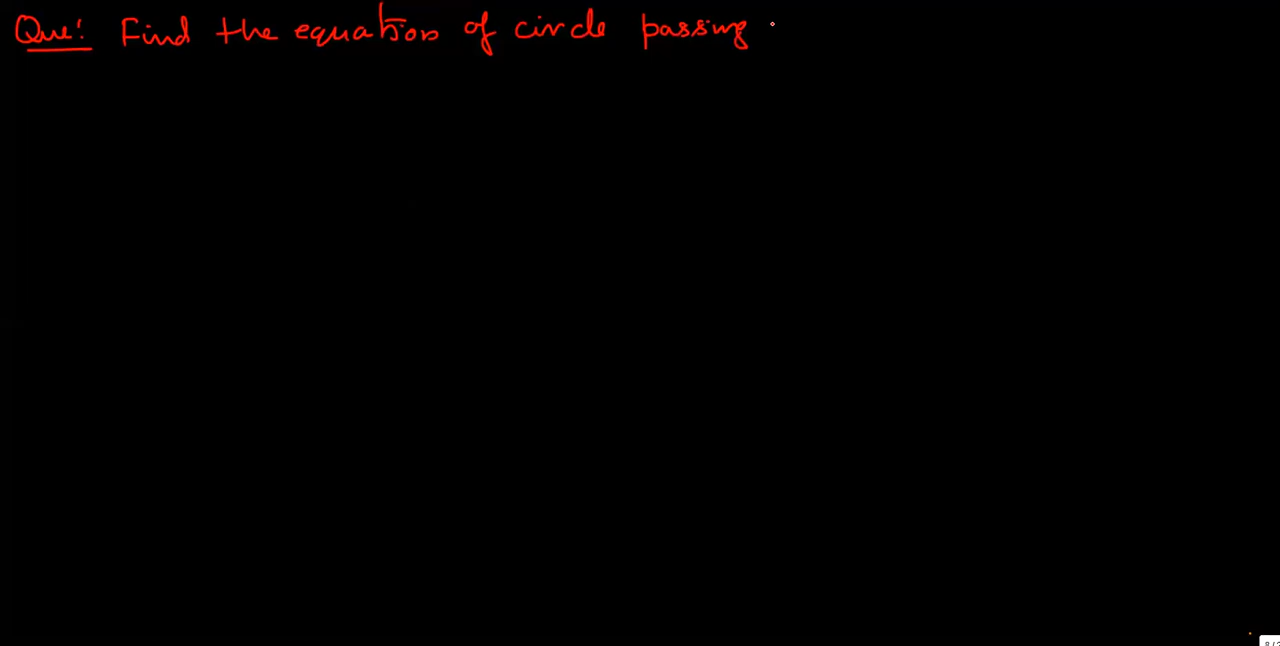 Que: Find the equation of circle passing